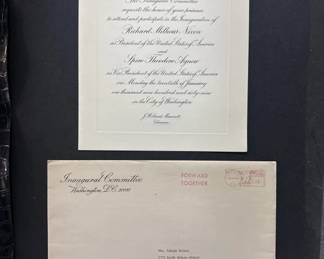 The Inaugural Committee
requests the honor of your presence
to attend and participate in the Inauguration of
Richard Milhous Nixon
as President of the United States of America
and
Spiro Theodore Agnew
as Vice President of the United States of America
on Monday the twentieth of January
one thousand nine hundred and sixty-nine
in the City of Washington
J. Willard Marriott
Chairman
Inaugural Committee
Washington, D.C.
FORWARD
TOGETHER